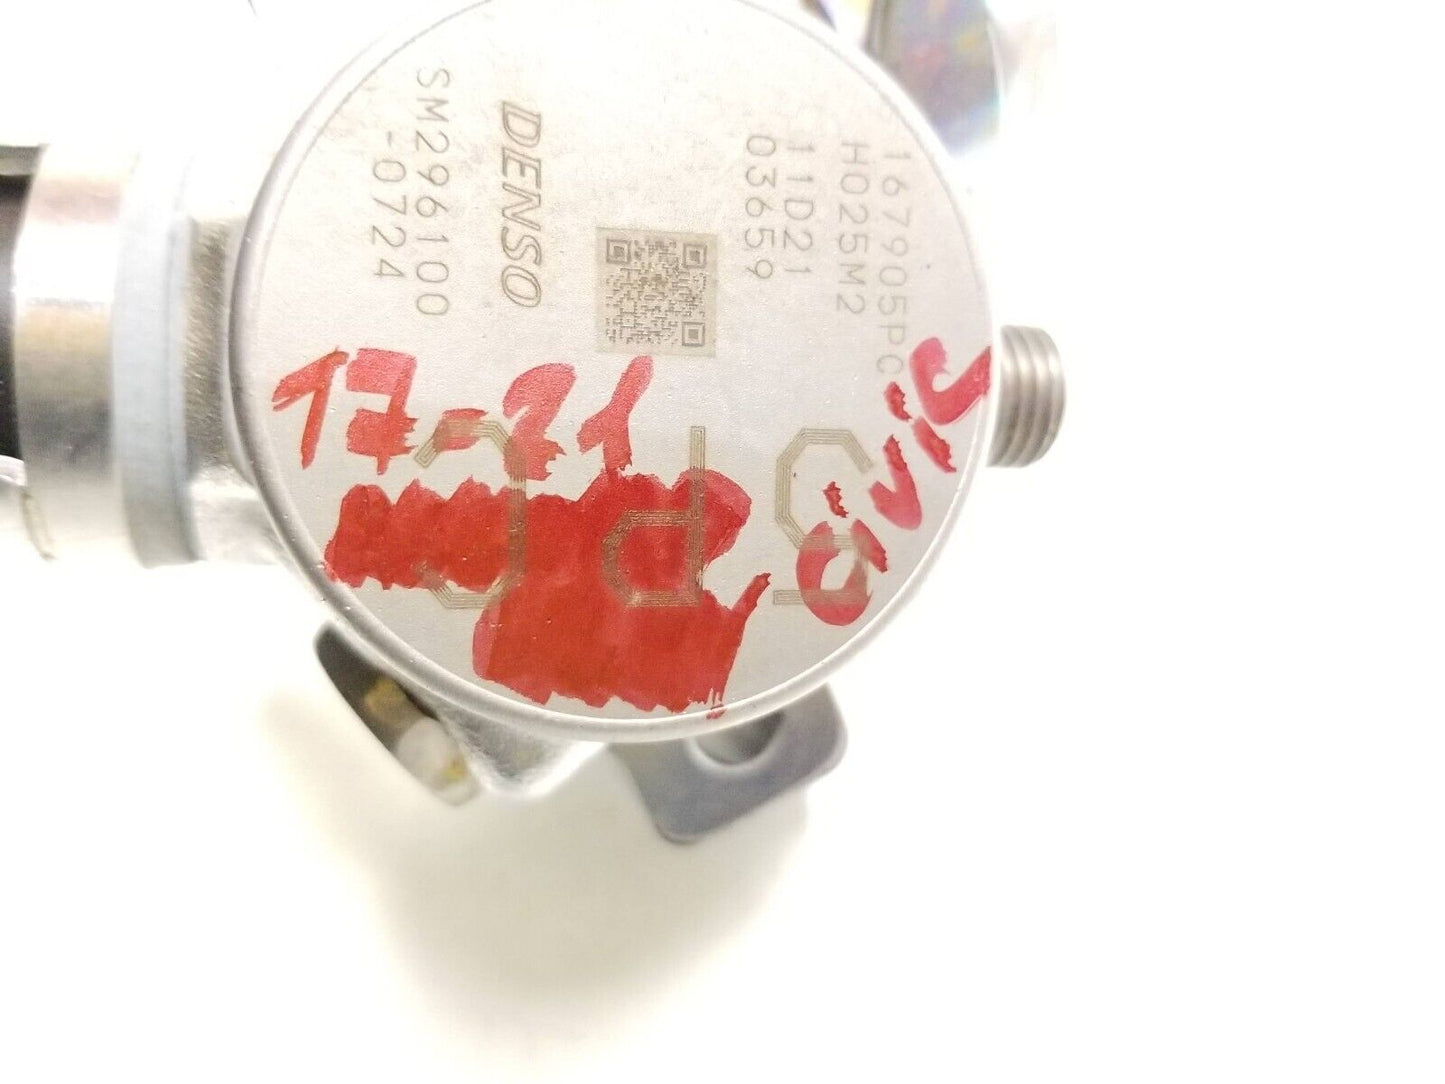 167905PC
H025M2
11D21
03659
DENSO
SM296100
-0724
17-21
Civic